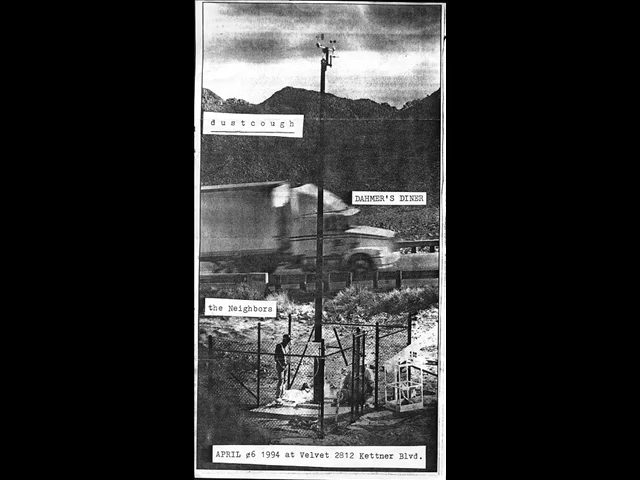 dustcough
DAHMER'S DINER
the Neighbors
APRIL ø6 1994 at Velvet 2812 Kettner Blvd.